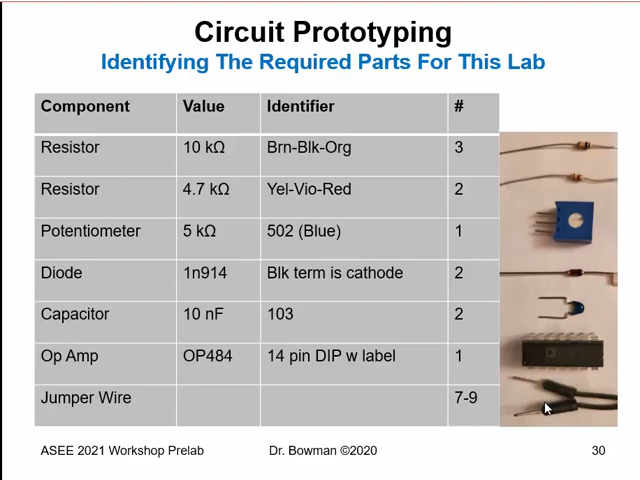 Circuit Prototyping
Identifying The Required Parts For This Lab
Component Value Identifier #
Resistor 10 kΩ Brn-Blk-Org 3
Resistor 4.7 kΩ Yel-Vio-Red 2
Potentiometer 5 kΩ 502 (Blue) 1
Diode 1n914 Blk term is cathode 2
Capacitor 10 nF 103 2
Op Amp OP484 14 pin DIP w label 1
Jumper Wire 7-9
ASEE 2021 Workshop Prelab Dr. Bowman ©2020 30